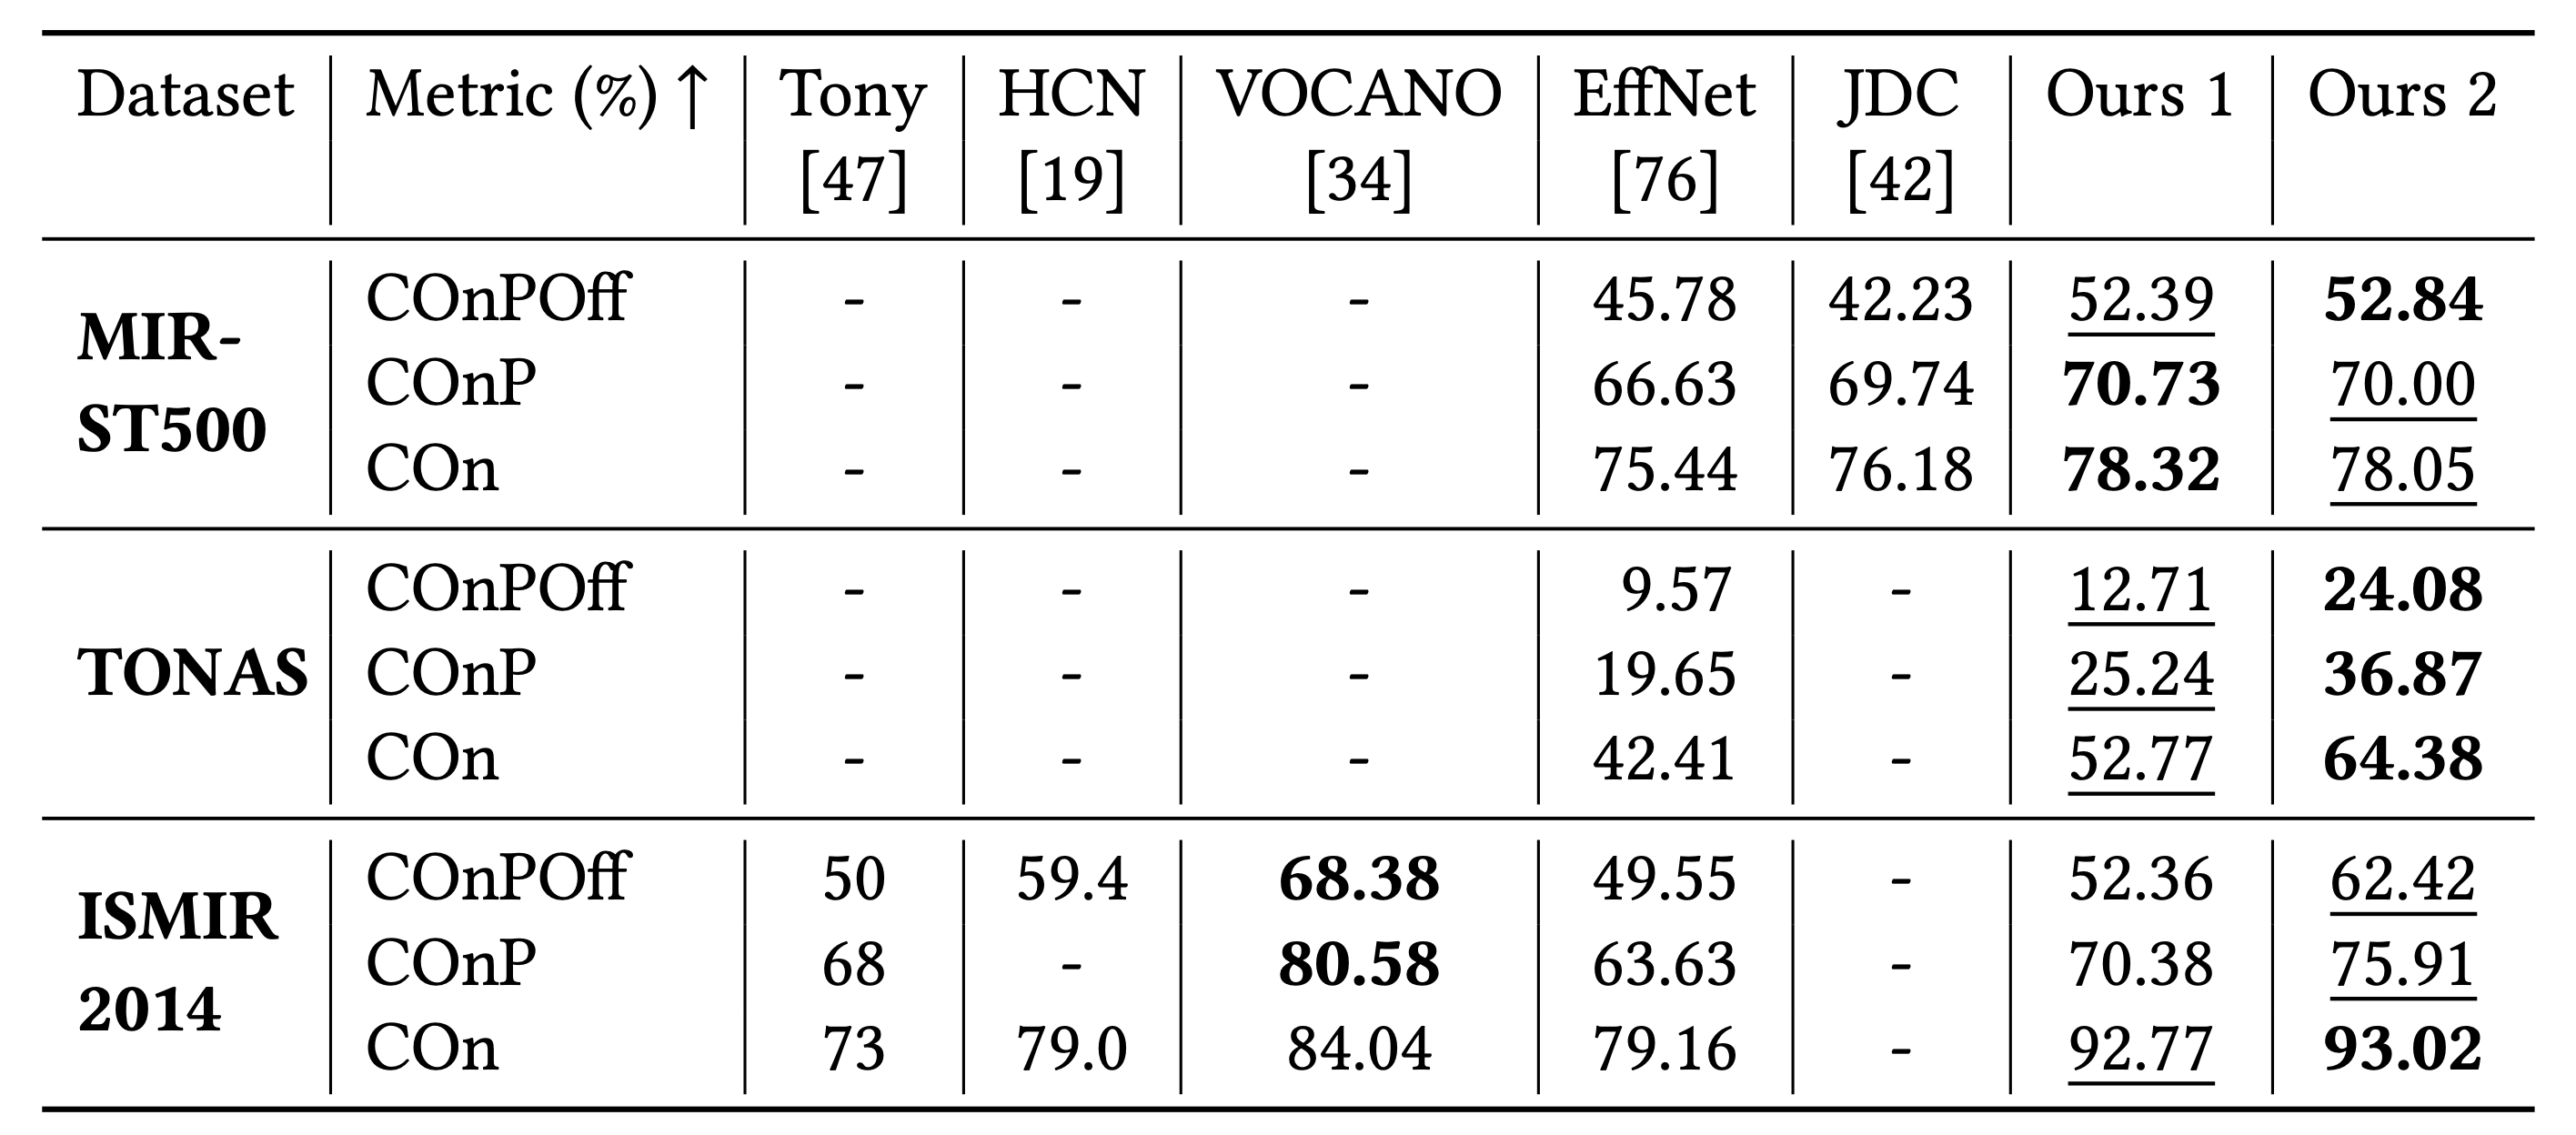 Dataset Metric (%) ↑ Tony HCN VOCANO EffNet JDC Ours 1 Ours 2
[47] [19] [34] [76] [42]
MIR-ST500 COnPOff - - - 45.78 42.23 52.39 52.84
COnP - - - 66.63 69.74 70.73 70.00
COn - - - 75.44 76.18 78.32 78.05
TONAS COnPOff - - - 9.57 - 12.71 24.08
COnP - - - 19.65 - 25.24 36.87
COn - - - 42.41 - 52.77 64.38
ISMIR 2014 COnPOff 50 59.4 68.38 49.55 - 52.36 62.42
COnP 68 - 80.58 63.63 - 70.38 75.91
COn 73 79.0 84.04 79.16 - 92.77 93.02